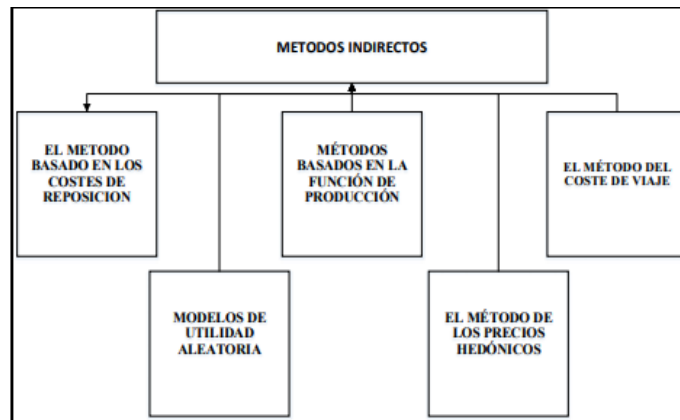 METODOS INDIRECTOS
EL METODO
BASADO EN LOS
COSTES DE
REPOSICION
MÉTODOS
BASADOS EN LA
FUNCIÓN DE
PRODUCCIÓN
EL MÉTODO DEL
COSTE DE VIAJE
MODELOS DE
UTILIDAD
ALEATORIA
EL MÉTODO DE
LOS PRECIOS
HEDÓNICOS